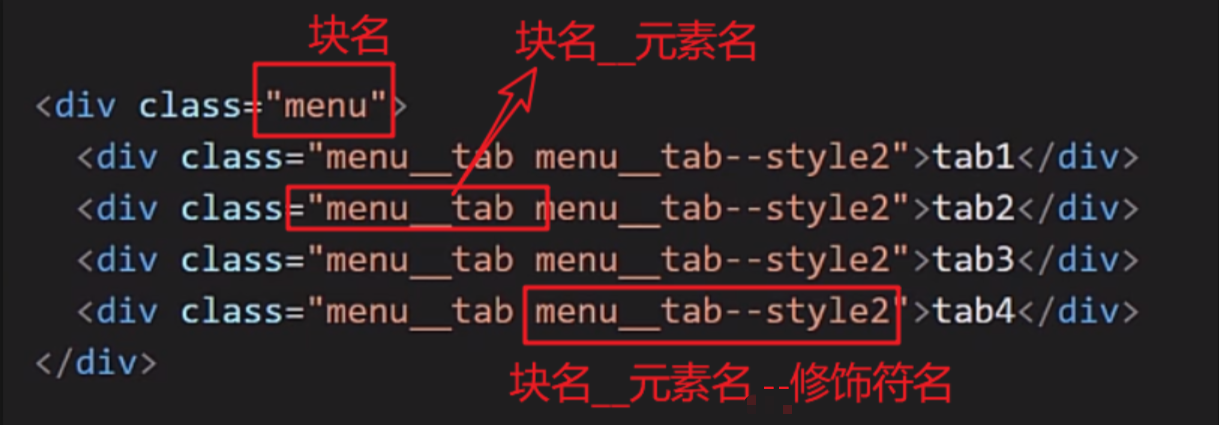 块名 块名__元素名
<div class="menu">
<div class="menu__tab menu__tab--style2">tab1</div>
<div class="menu__tab menu__tab--style2">tab2</div>
<div class="menu__tab menu__tab--style2">tab3</div>
<div class="menu__tab menu__tab--style2">tab4</div>
</div>
块名__元素名 --修饰符名